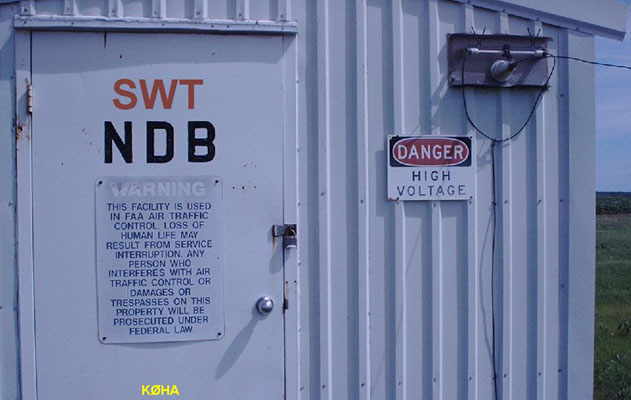 SWT
NDB
WARNING
THIS FACILITY IS USED
IN FAA AIR TRAFFIC
CONTROL. LOSS OF
HUMAN LIFE MAY
RESULT FROM SERVICE
INTERRUPTION. ANY
PERSON WHO
INTERFERES WITH AIR
TRAFFIC CONTROL OR
DAMAGES OR
TRESPASSES ON THIS
PROPERTY WILL BE
PROSECUTED UNDER
FEDERAL LAW
DANGER
HIGH
VOLTAGE
KØHA